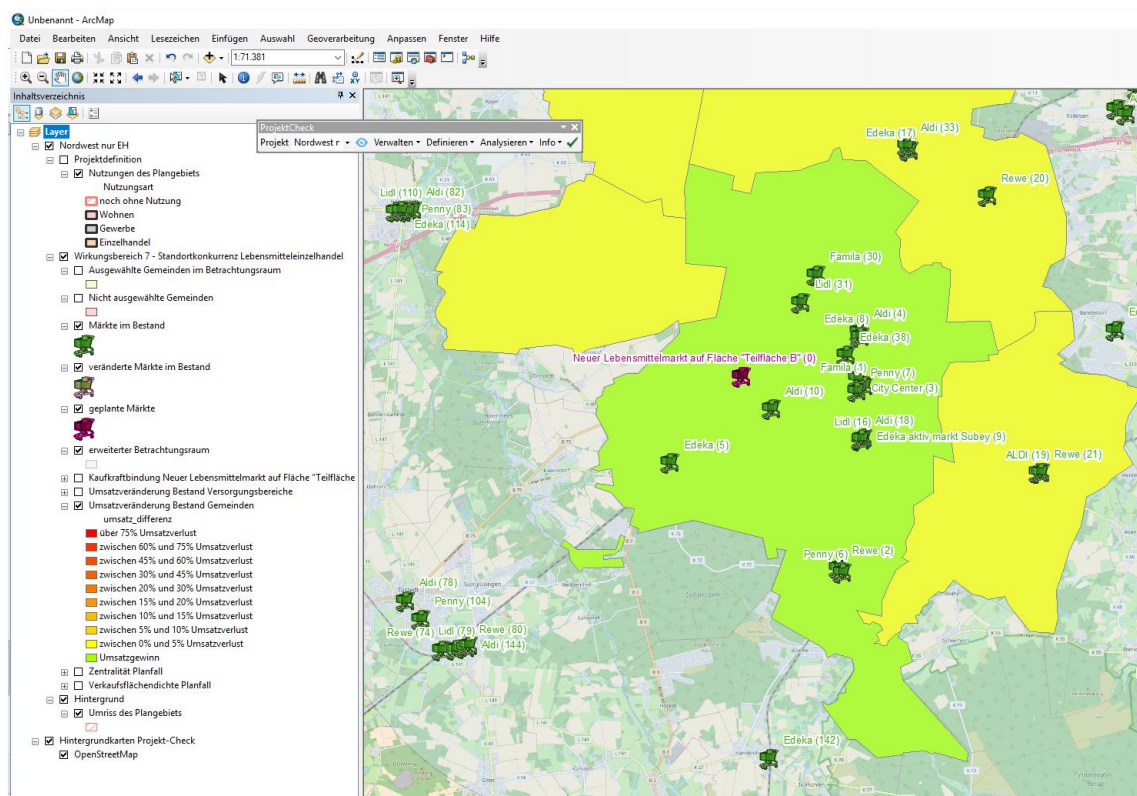 Unbenannt - ArcMap
Datei Bearbeiten Ansicht Lesezeichen Einfügen Auswahl Geoverarbeitung Anpassen Fenster Hilfe
1:71.381
Inhaltsverzeichnis
ProjektCheck
Projekt Nordwest r Verwalten Definieren Analysieren Info
Layer
Nordwest nur EH
Projektdefinition
Nutzungen des Plangebiets
Nutzungsart
noch ohne Nutzung
Wohnen
Gewerbe
Einzelhandel
Wirkungsbereich 7 - Standortkonkurrenz Lebensmitteleinzelhandel
Ausgewählte Gemeinden im Betrachtungsraum
Nicht ausgewählte Gemeinden
Märkte im Bestand
veränderte Märkte im Bestand
geplante Märkte
erweiterter Betrachtungsraum
Kaufkraftbindung Neuer Lebensmittelmarkt auf Fläche "Teilfläche
Umsatzveränderung Bestand Versorgungsbereiche
Umsatzveränderung Bestand Gemeinden
umsatz_differenz
über 75% Umsatzverlust
zwischen 60% und 75% Umsatzverlust
zwischen 45% und 60% Umsatzverlust
zwischen 30% und 45% Umsatzverlust
zwischen 20% und 30% Umsatzverlust
zwischen 15% und 20% Umsatzverlust
zwischen 10% und 15% Umsatzverlust
zwischen 5% und 10% Umsatzverlust
zwischen 0% und 5% Umsatzverlust
Umsatzgewinn
Zentralität Planfall
Verkaufsflächendichte Planfall
Hintergrund
Umriss des Plangebiets
Hintergrundkarten Projekt-Check
OpenStreetMap
Edeka (17) Aldi (33)
Rewe (20)
Lidl (110) Aldi (82)
Penny (83)
Edeka (114)
Famila (30)
Lidl (31)
Edeka (8) Aldi (4)
Edeka (38)
Neuer Lebensmittelmarkt auf Fläche "Teilfläche B" (0)
Famila (1) Penny (7)
City Center (3)
Aldi (10)
Lidl (16) Aldi (18)
Edeka aktiv markt Subey (9)
Edeka (5)
ALDI (19) Rewe (21)
Penny (6) Rewe (2)
Aldi (78)
Penny (104)
Rewe (74) Lidl (79) Rewe (80)
Aldi (144)
Edeka (142)